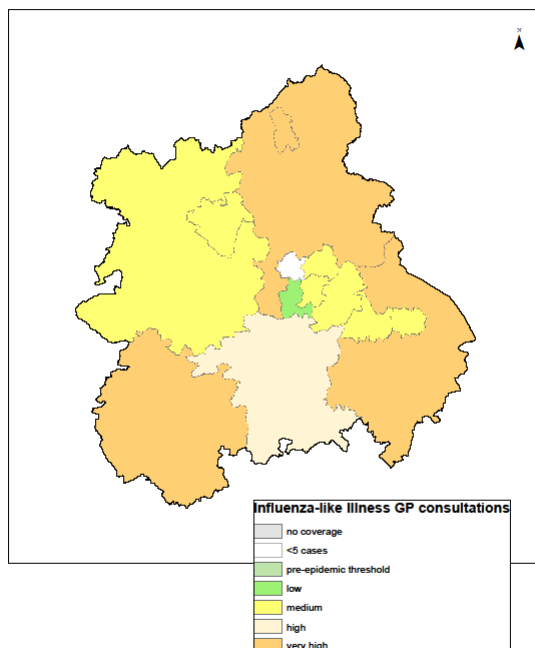 N
Influenza-like Illness GP consultations
no coverage
<5 cases
pre-epidemic threshold
low
medium
high
very high